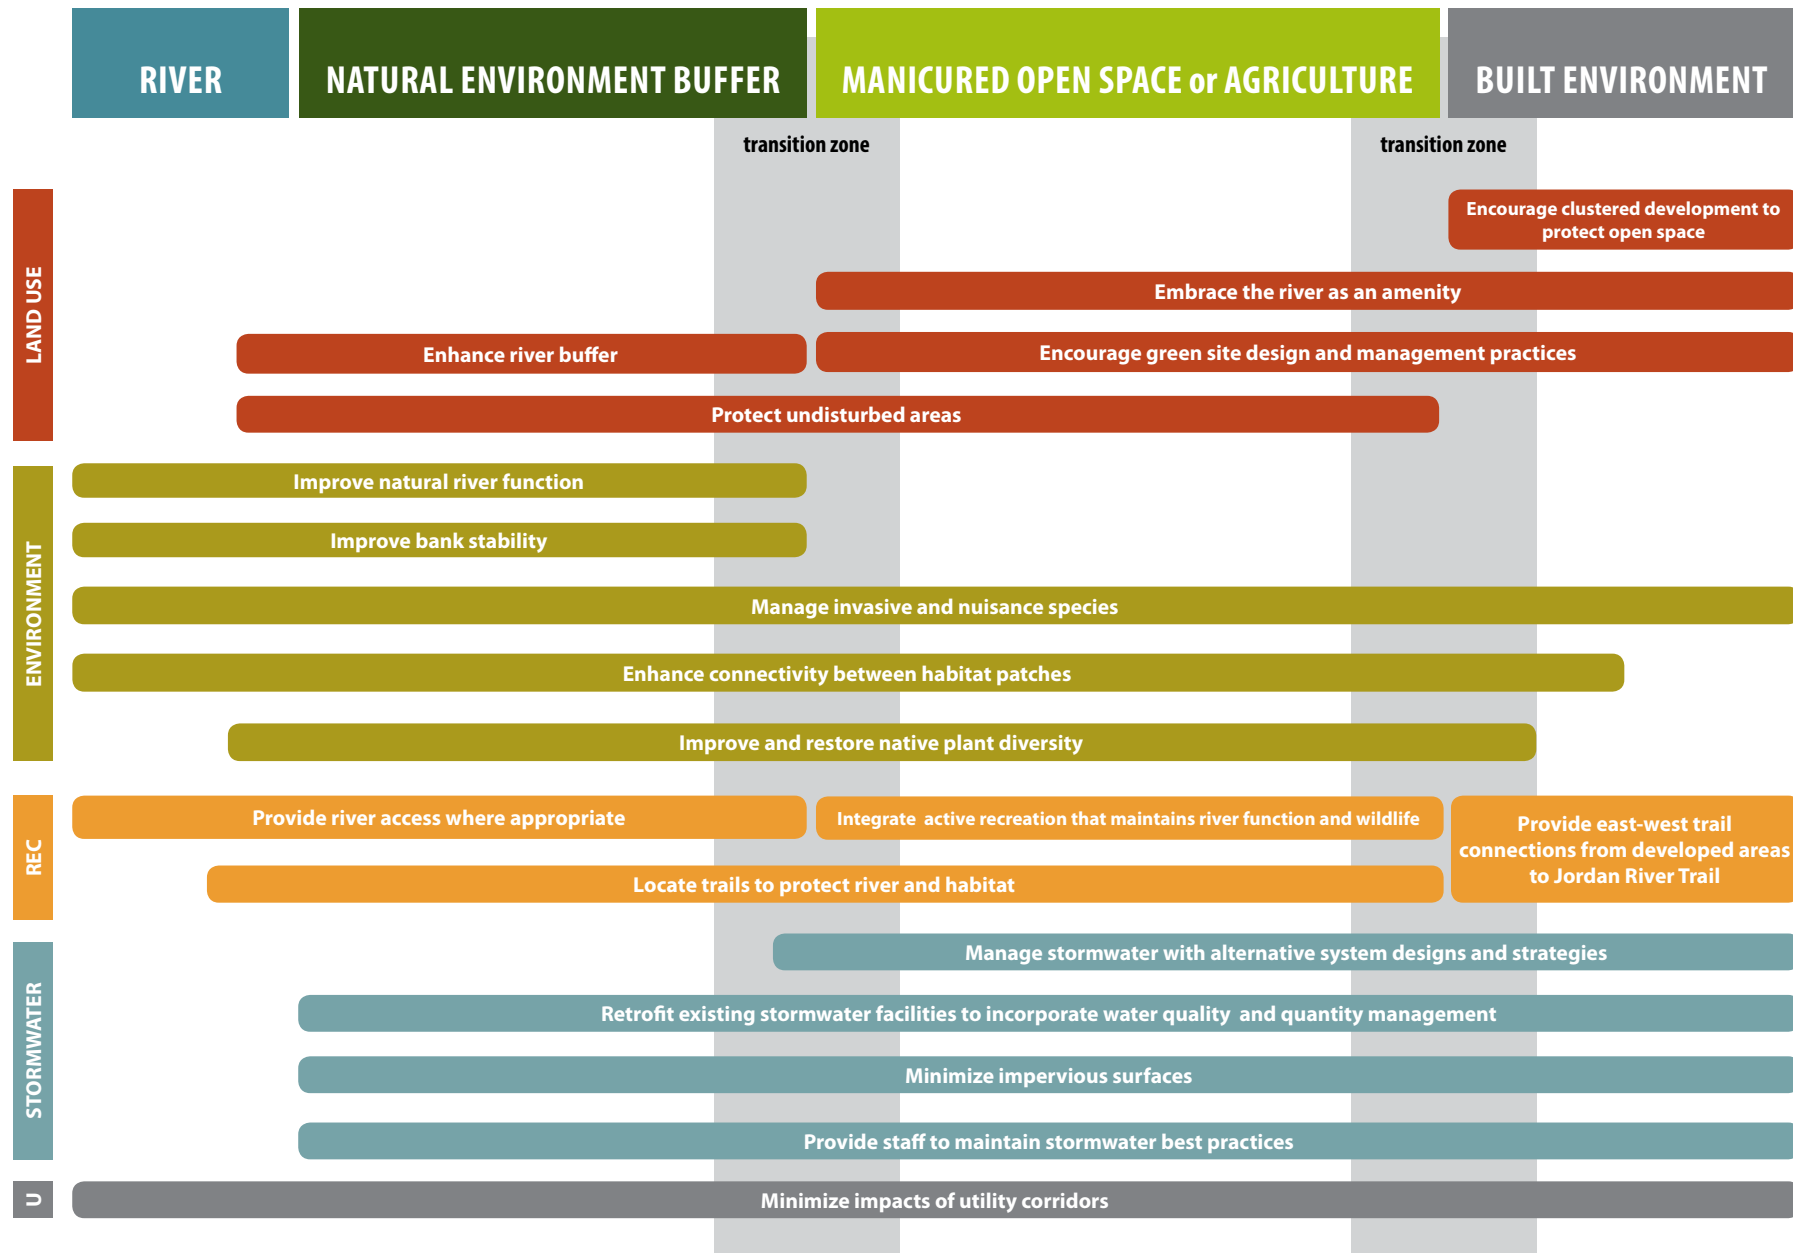 RIVER
NATURAL ENVIRONMENT BUFFER
MANICURED OPEN SPACE or AGRICULTURE
BUILT ENVIRONMENT
transition zone
transition zone
LAND USE
Encourage clustered development to
protect open space
Embrace the river as an amenity
Enhance river buffer
Encourage green site design and management practices
Protect undisturbed areas
ENVIRONMENT
Improve natural river function
Improve bank stability
Manage invasive and nuisance species
Enhance connectivity between habitat patches
Improve and restore native plant diversity
REC
Provide river access where appropriate
Integrate active recreation that maintains river function and wildlife
Provide east-west trail
connections from developed areas
to Jordan River Trail
Locate trails to protect river and habitat
STORMWATER
Manage stormwater with alternative system designs and strategies
Retrofit existing stormwater facilities to incorporate water quality and quantity management
Minimize impervious surfaces
Provide staff to maintain stormwater best practices
U
Minimize impacts of utility corridors